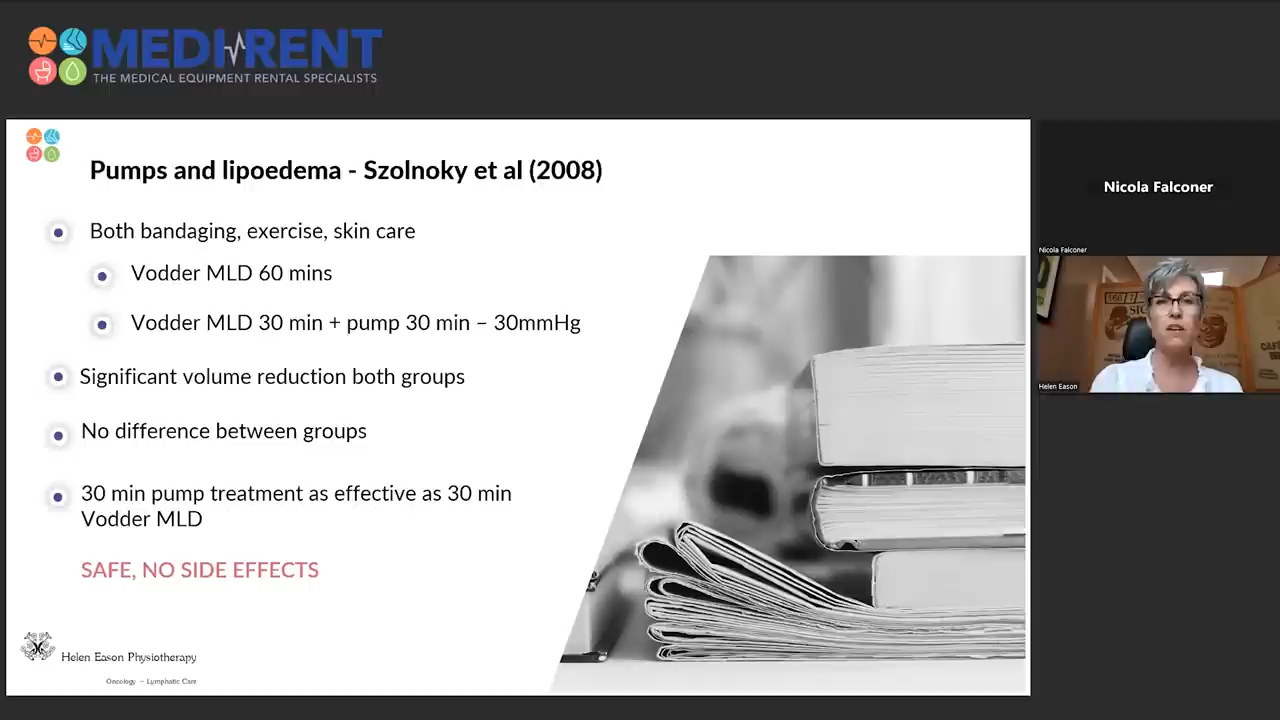 MEDI RENT
THE MEDICAL EQUIPMENT RENTAL SPECIALISTS
Pumps and lipoedema - Szolnoky et al (2008)
Both bandaging, exercise, skin care
Vodder MLD 60 mins
Vodder MLD 30 min + pump 30 min – 30mmHg
Significant volume reduction both groups
No difference between groups
30 min pump treatment as effective as 30 min
Vodder MLD
SAFE, NO SIDE EFFECTS
Helen Eason Physiotherapy
Oncology – Lymphatic Care
Nicola Falconer
Nicola Falconer
Helen Eason